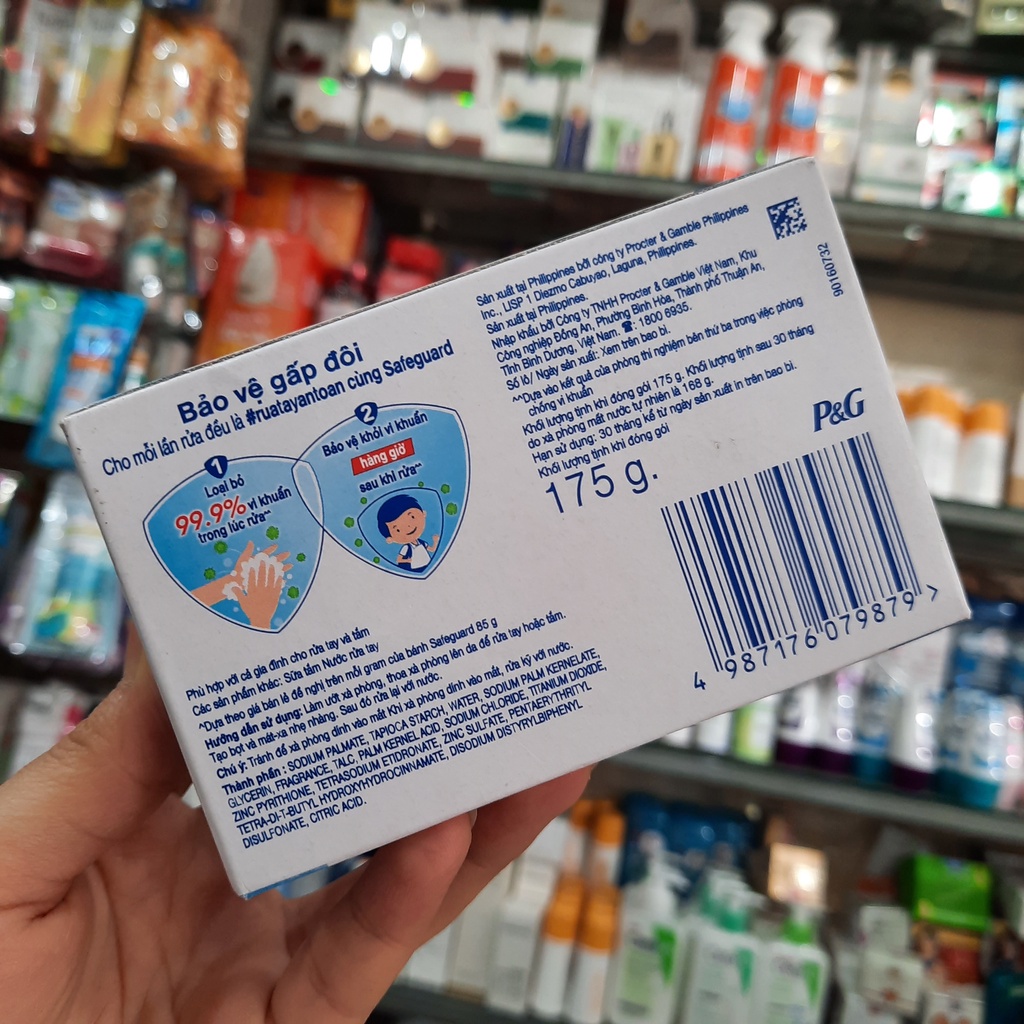 Bảo vệ gấp đôi
Cho mỗi lần rửa đều là #ruatayantoan cùng Safeguard
1
Loại bỏ
99.9% vi khuẩn
trong lúc rửa^^
2
Bảo vệ khỏi vi khuẩn
hàng giờ
sau khi rửa^^
Phù hợp với cả gia đình cho rửa tay và tắm
Các sản phẩm khác: Sữa tắm Nước rửa tay
^Dựa theo giá bán lẻ đề nghị trên mỗi gram của bánh Safeguard 85 g
Hướng dẫn sử dụng: Làm ướt xà phòng, thoa xà phòng lên da để rửa tay hoặc tắm.
Tạo bọt và mát-xa nhẹ nhàng. Sau đó rửa lại với nước.
Chú ý: Tránh để xà phòng dính vào mắt Khi xà phòng dính vào mắt, rửa kỹ với nước.
Thành phần : SODIUM PALMATE, TAPIOCA STARCH, WATER, SODIUM PALM KERNELATE,
GLYCERIN, FRAGRANCE, TALC, PALM KERNEL ACID, SODIUM CHLORIDE, TITANIUM DIOXIDE,
ZINC PYRITHIONE, TETRASODIUM ETIDRONATE, ZINC SULFATE, PENTAERYTHRITYL
TETRA-DI-T-BUTYL HYDROXYHYDROCINNAMATE, DISODIUM DISTYRYLBIPHENYL
DISULFONATE, CITRIC ACID.
Sản xuất tại Philippines bởi công ty Procter & Gamble Philippines
Inc., LISP 1 Diezmo Cabuyao, Laguna, Philippines.
Sản xuất tại Philippines.
Nhập khẩu bởi Công ty TNHH Procter & Gamble Việt Nam, Khu
Công nghiệp Đồng An, Phường Bình Hòa, Thành phố Thuận An,
Tỉnh Bình Dương, Việt Nam. ☎: 1800 6935.
Số lô/ Ngày sản xuất: Xem trên bao bì.
^^Dựa vào kết quả của phòng thí nghiệm bên thứ ba trong việc phòng
chống vi khuẩn
Khối lượng tịnh khi đóng gói 175 g. Khối lượng tịnh sau 30 tháng
do xà phòng mất nước tự nhiên là 168 g.
Hạn sử dụng: 30 tháng kể từ ngày sản xuất in trên bao bì.
Khối lượng tịnh khi đóng gói
175 g.
90160732
P&G
4 987176 079879 >